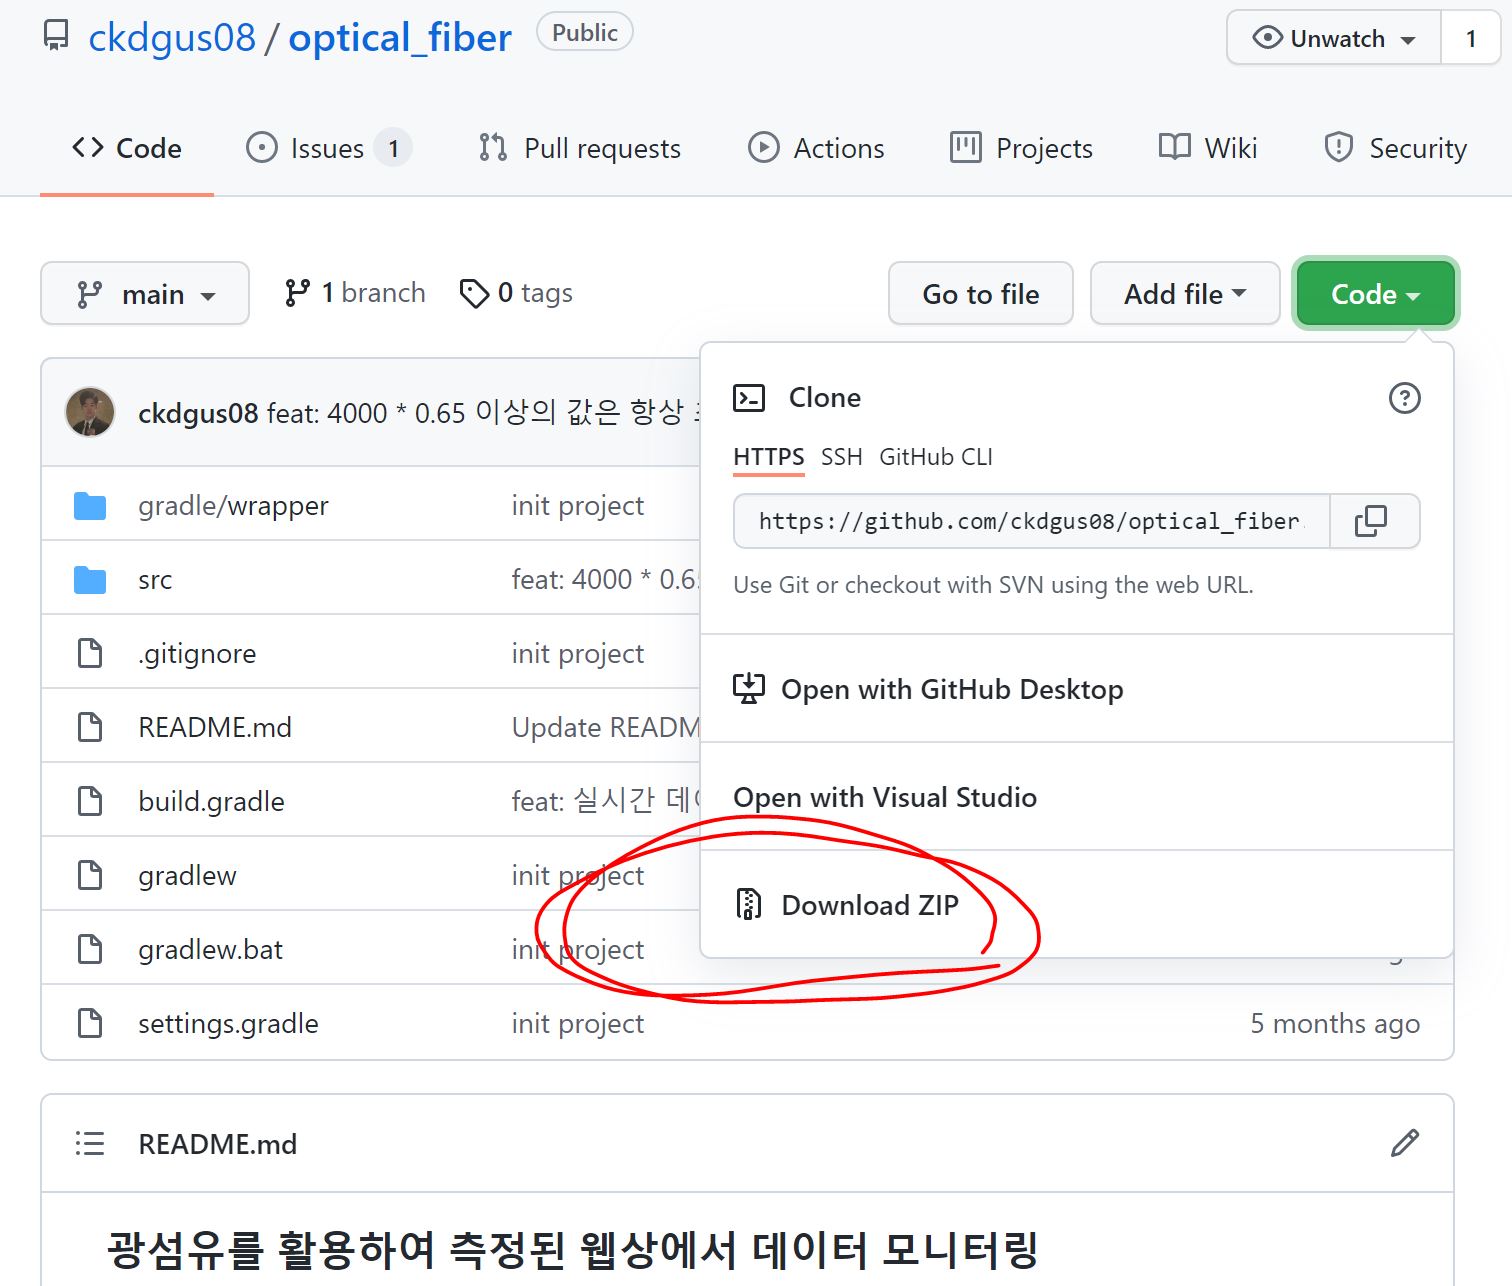 ckdgus08 / optical_fiber Public Unwatch 1
Code Issues 1 Pull requests Actions Projects Wiki Security
main 1 branch 0 tags Go to file Add file Code
ckdgus08 feat: 4000 * 0.65 이상의 값은 항상
gradle/wrapper init project
src feat: 4000 * 0.65
.gitignore init project
README.md Update READM
build.gradle feat: 실시간 데이
gradlew init project
gradlew.bat init project
settings.gradle init project 5 months ago
Clone
HTTPS SSH GitHub CLI
https://github.com/ckdgus08/optical_fiber.
Use Git or checkout with SVN using the web URL.
Open with GitHub Desktop
Open with Visual Studio
Download ZIP
README.md
광섬유를 활용하여 측정된 웹상에서 데이터 모니터링